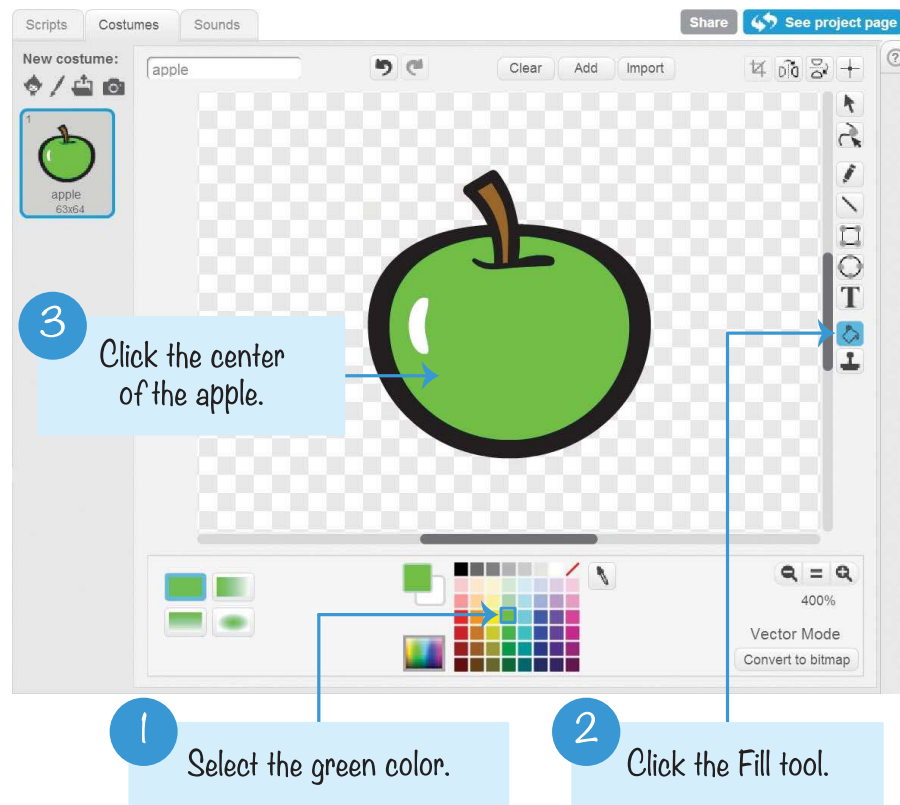 Scripts
Costumes
Sounds
Share
See project page
New costume:
apple
Clear
Add
Import
?
1
apple
63x64
T
3
Click the center
of the apple.
400%
Vector Mode
Convert to bitmap
1
Select the green color.
2
Click the Fill tool.